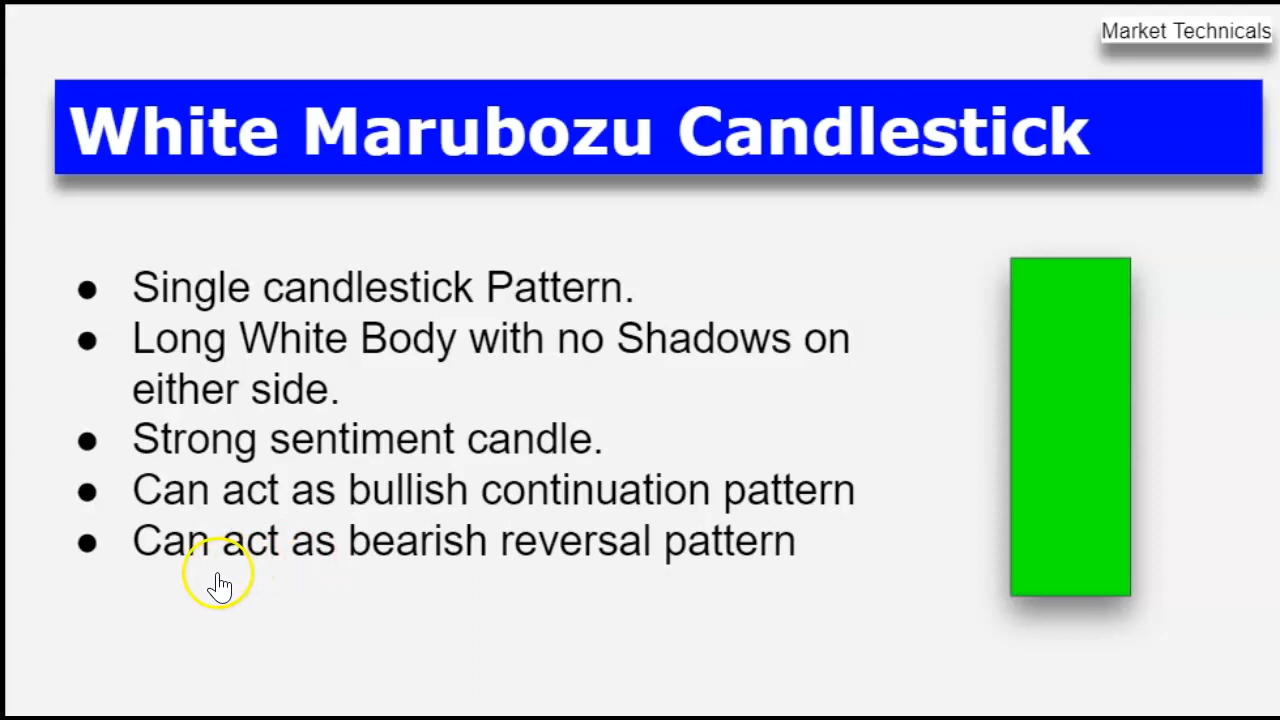 Market Technicals
White Marubozu Candlestick
● Single candlestick Pattern.
● Long White Body with no Shadows on
either side.
● Strong sentiment candle.
● Can act as bullish continuation pattern
● Can act as bearish reversal pattern